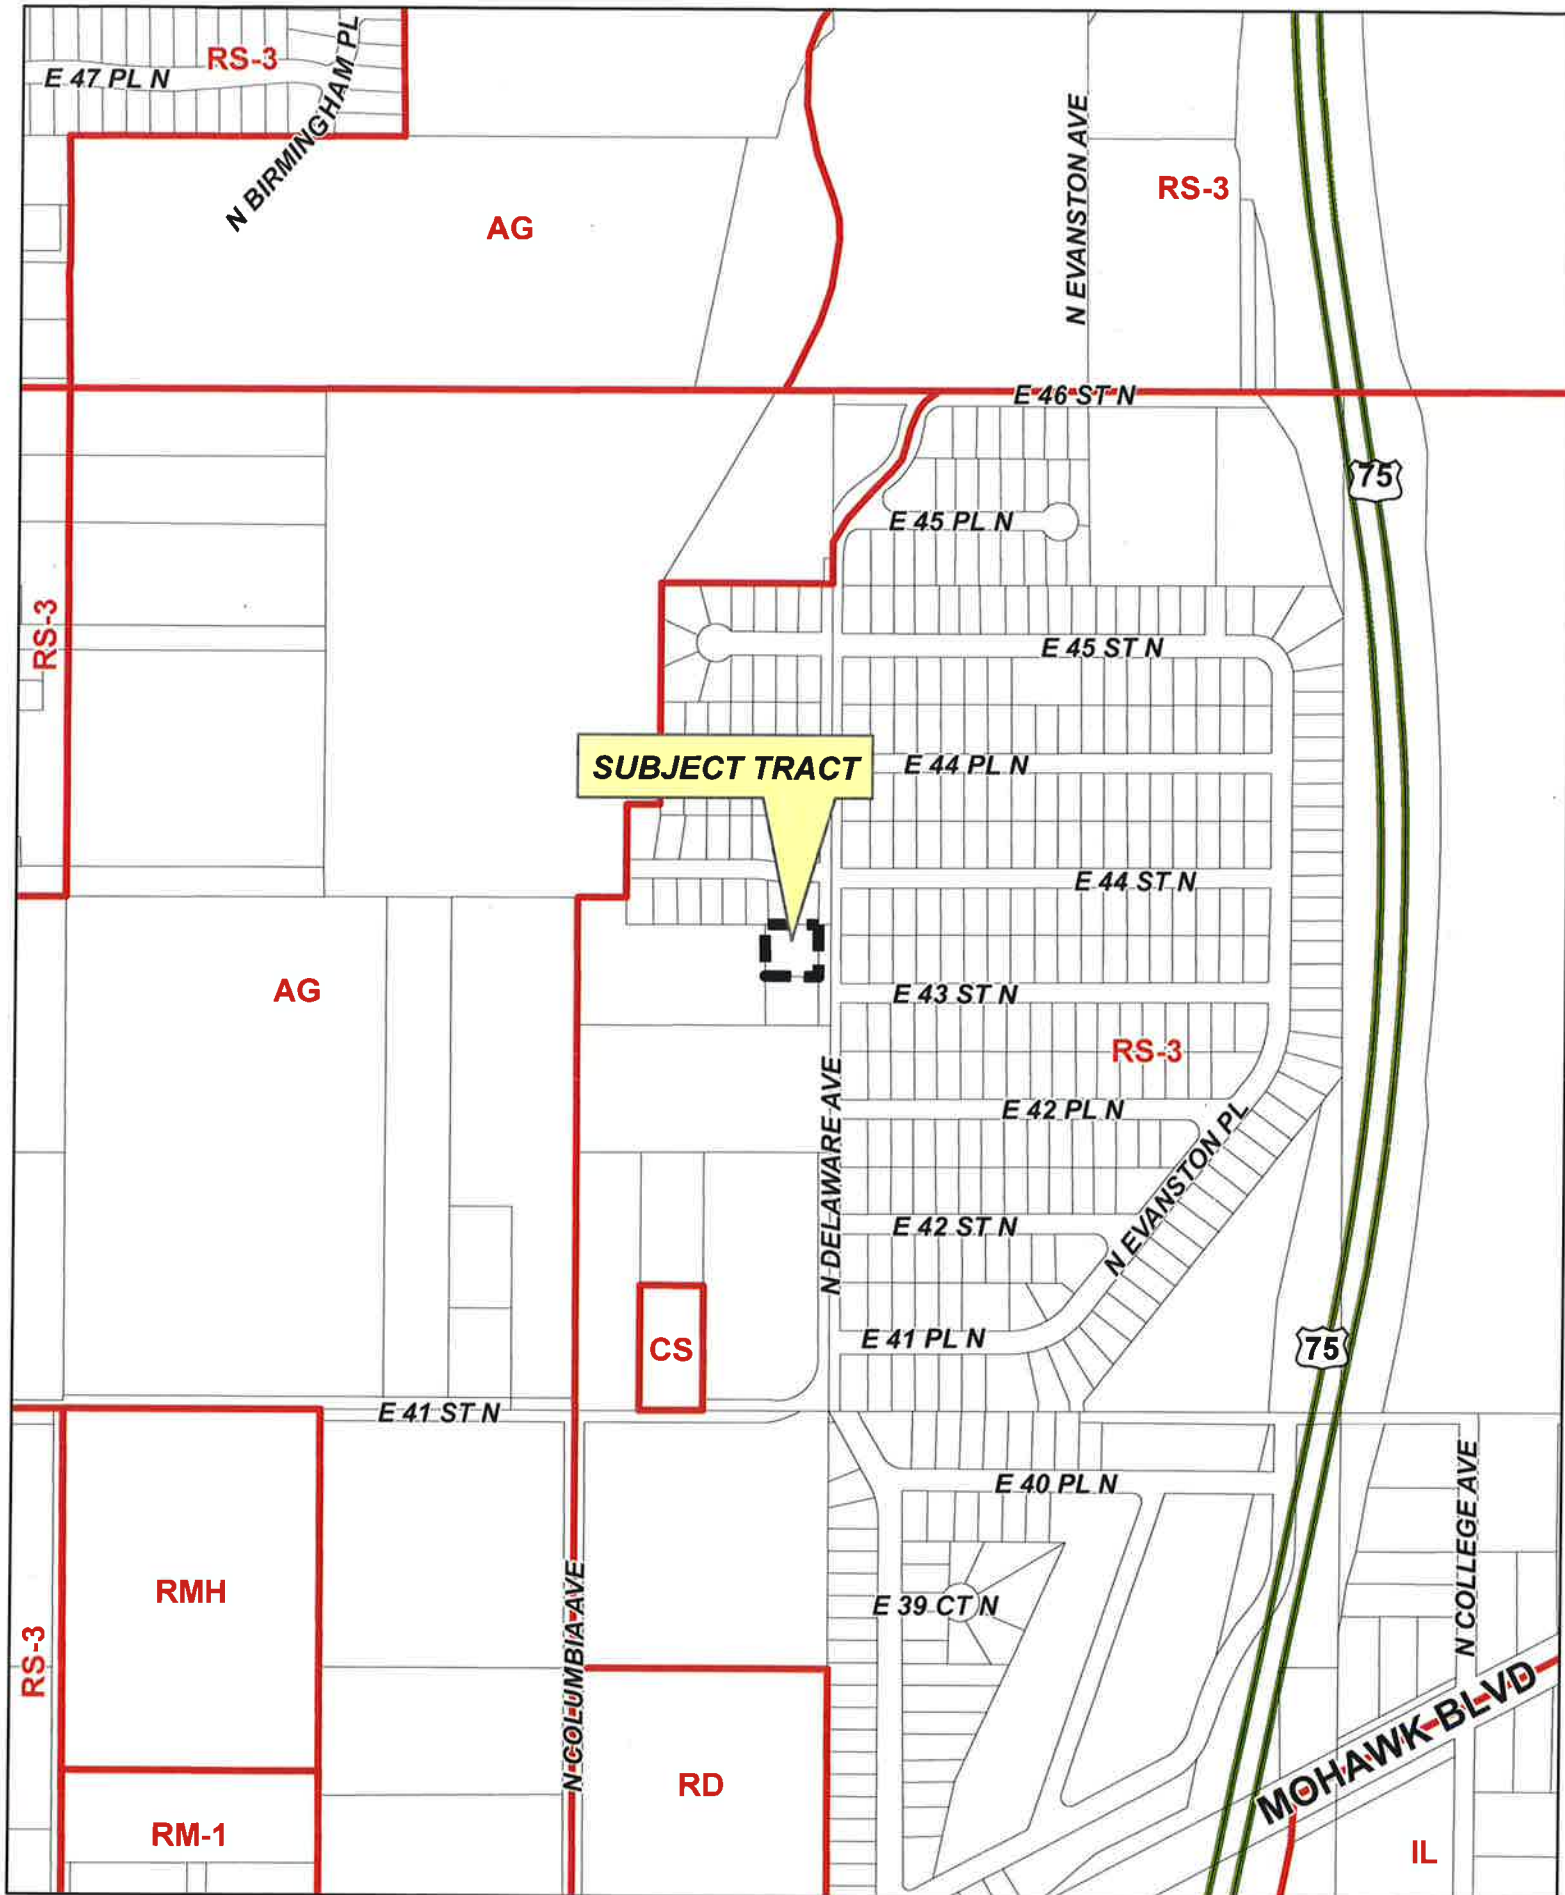 RS-3
E 47 PL N
N BIRMINGHAM PL
N EVANSTON AVE
RS-3
AG
E 46 ST N
75
E 45 PL N
RS-3
E 45 ST N
SUBJECT TRACT
E 44 PL N
E 44 ST N
AG
E 43 ST N
RS-3
N DELAWARE AVE
E 42 PL N
N EVANSTON PL
E 42 ST N
E 41 PL N
CS
75
E 41 ST N
E 40 PL N
N COLLEGE AVE
RMH
N COLUMBIA AVE
E 39 CT N
RS-3
MOHAWK BLVD
RD
RM-1
IL